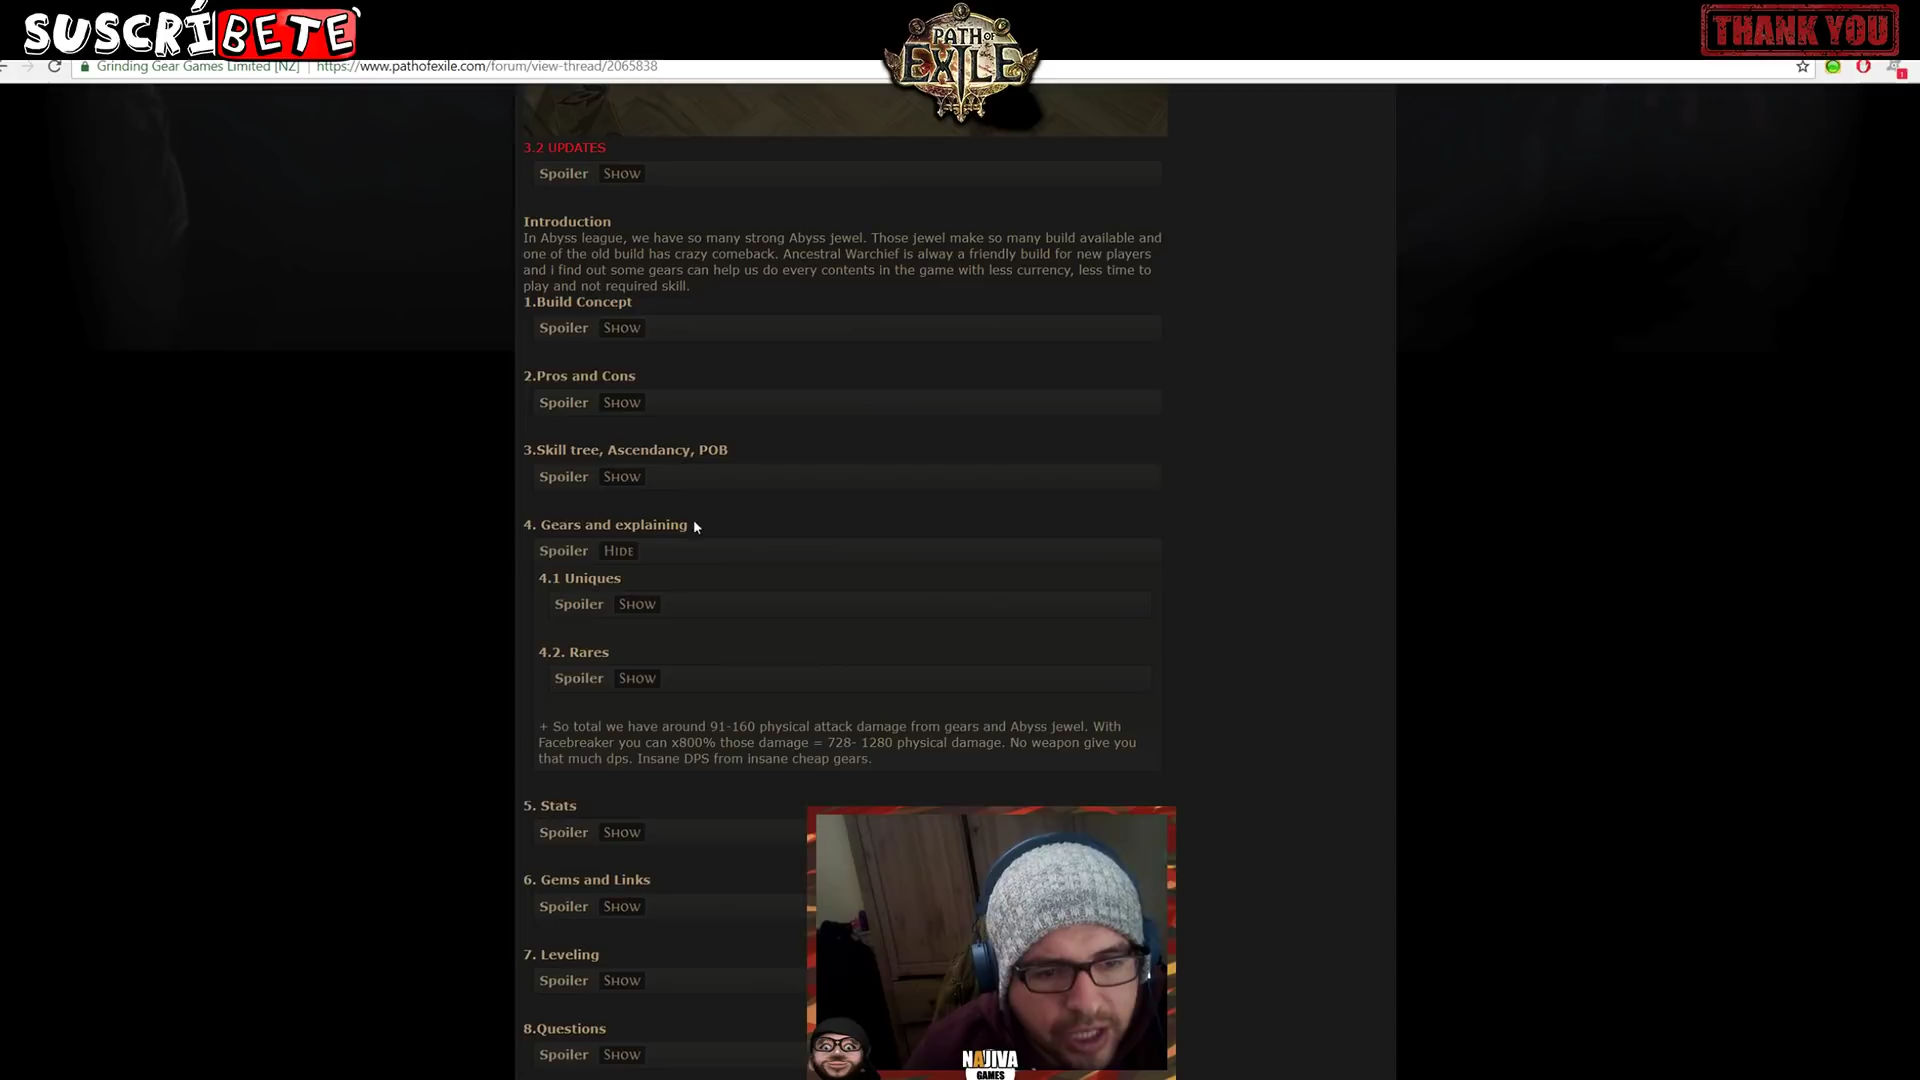 SUSCRÍBETE
PATH OF EXILE
THANK YOU
Grinding Gear Games Limited [NZ] | https://www.pathofexile.com/forum/view-thread/2065838
3.2 UPDATES
Spoiler SHOW
Introduction
In Abyss league, we have so many strong Abyss jewel. Those jewel make so many build available and
one of the old build has crazy comeback. Ancestral Warchief is alway a friendly build for new players
and i find out some gears can help us do every contents in the game with less currency, less time to
play and not required skill.
1.Build Concept
Spoiler SHOW
2.Pros and Cons
Spoiler SHOW
3.Skill tree, Ascendancy, POB
Spoiler SHOW
4. Gears and explaining
Spoiler HIDE
4.1 Uniques
Spoiler SHOW
4.2. Rares
Spoiler SHOW
+ So total we have around 91-160 physical attack damage from gears and Abyss jewel. With
Facebreaker you can x800% those damage = 728- 1280 physical damage. No weapon give you
that much dps. Insane DPS from insane cheap gears.
5. Stats
Spoiler SHOW
6. Gems and Links
Spoiler SHOW
7. Leveling
Spoiler SHOW
8.Questions
Spoiler SHOW
NAJIVA
GAMES